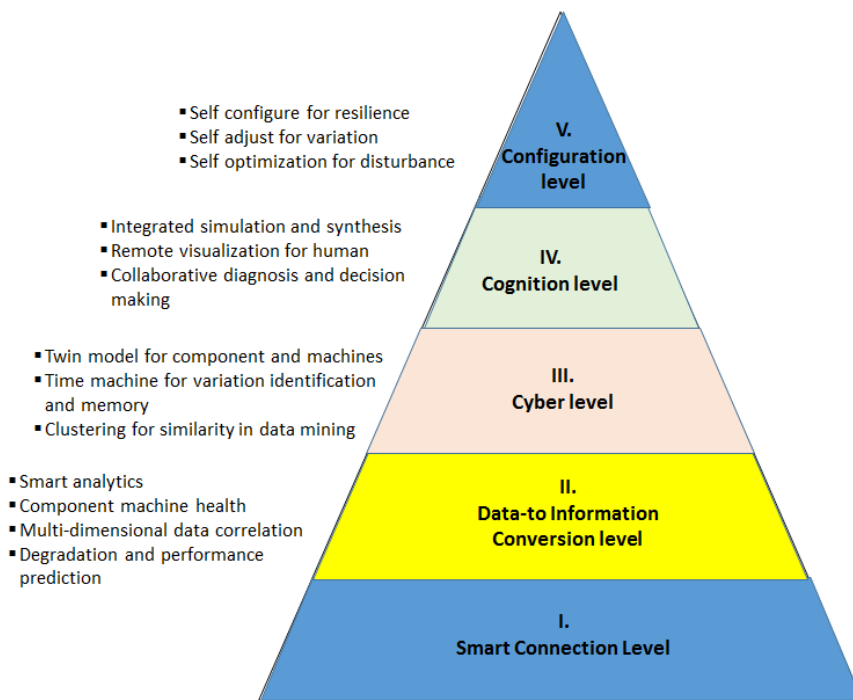 ▪ Self configure for resilience
▪ Self adjust for variation
▪ Self optimization for disturbance
V.
Configuration
level
▪ Integrated simulation and synthesis
▪ Remote visualization for human
▪ Collaborative diagnosis and decision
making
IV.
Cognition level
▪ Twin model for component and machines
▪ Time machine for variation identification
and memory
▪ Clustering for similarity in data mining
III.
Cyber level
▪ Smart analytics
▪ Component machine health
▪ Multi-dimensional data correlation
▪ Degradation and performance
prediction
II.
Data-to Information
Conversion level
I.
Smart Connection Level